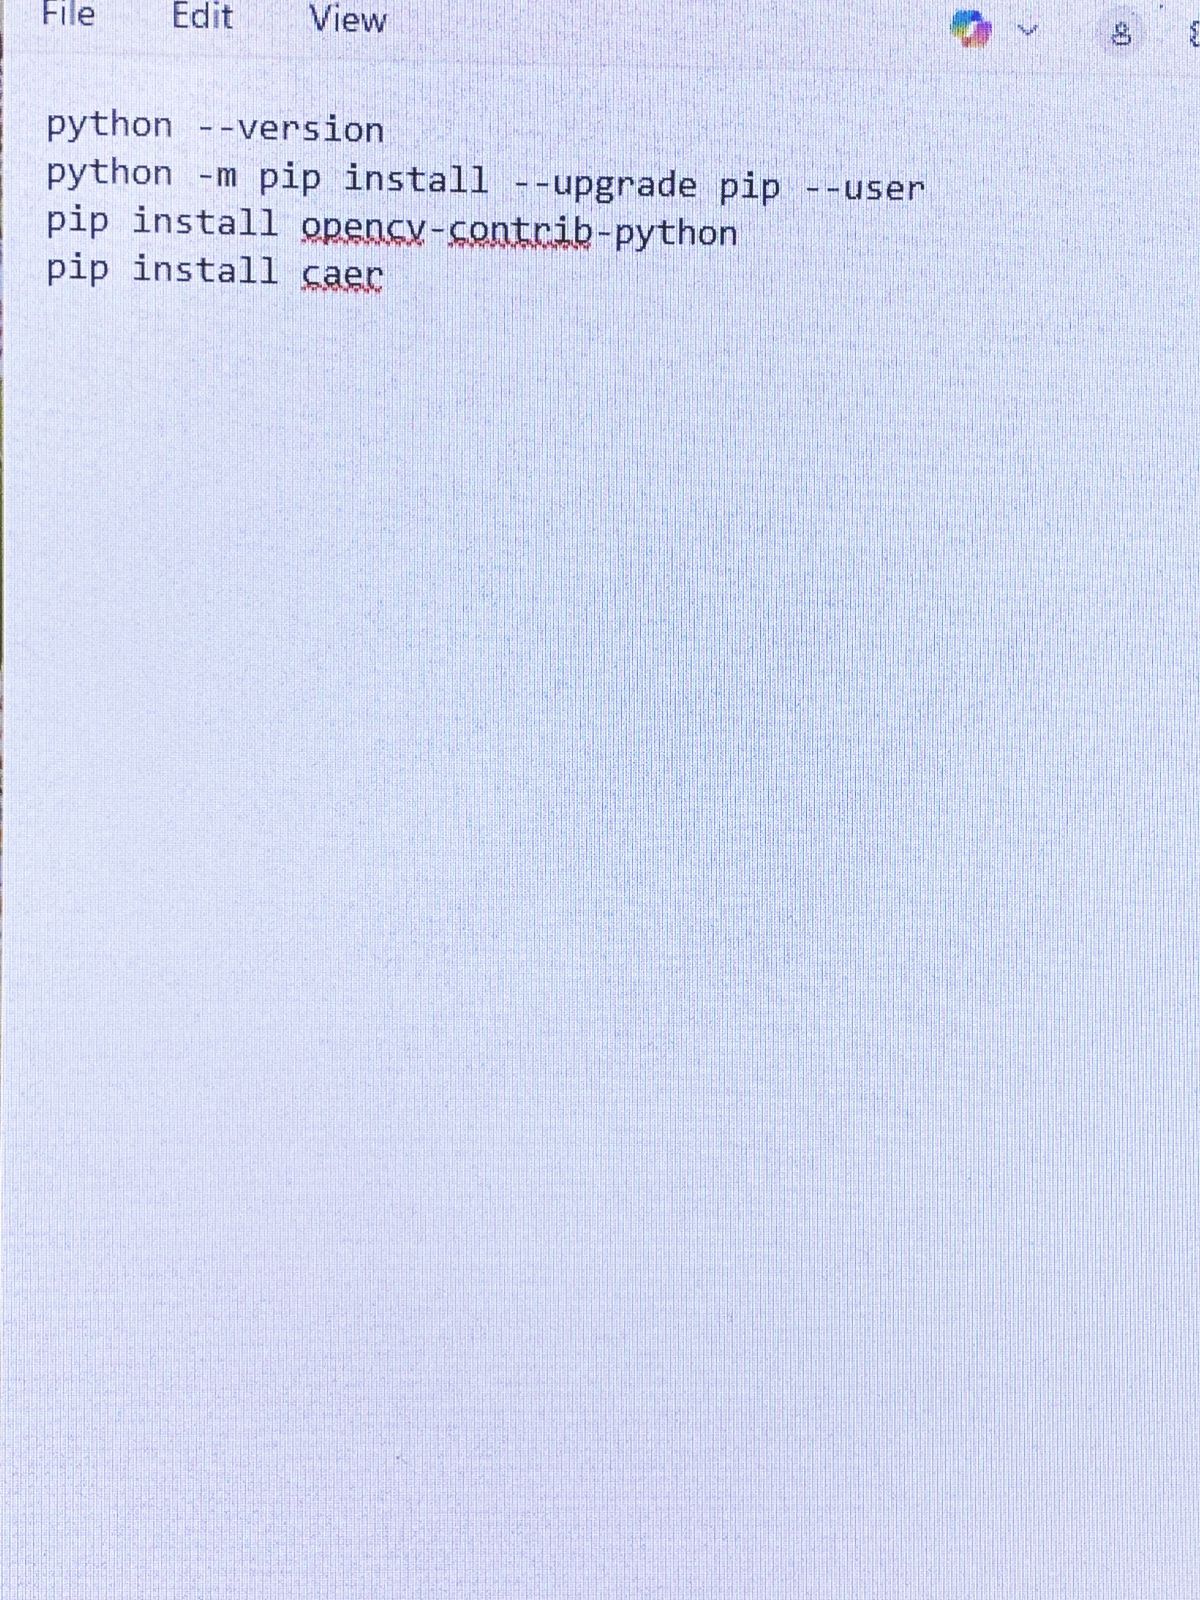 File Edit View
python --version
python -m pip install --upgrade pip --user
pip install opencv-contrib-python
pip install caer